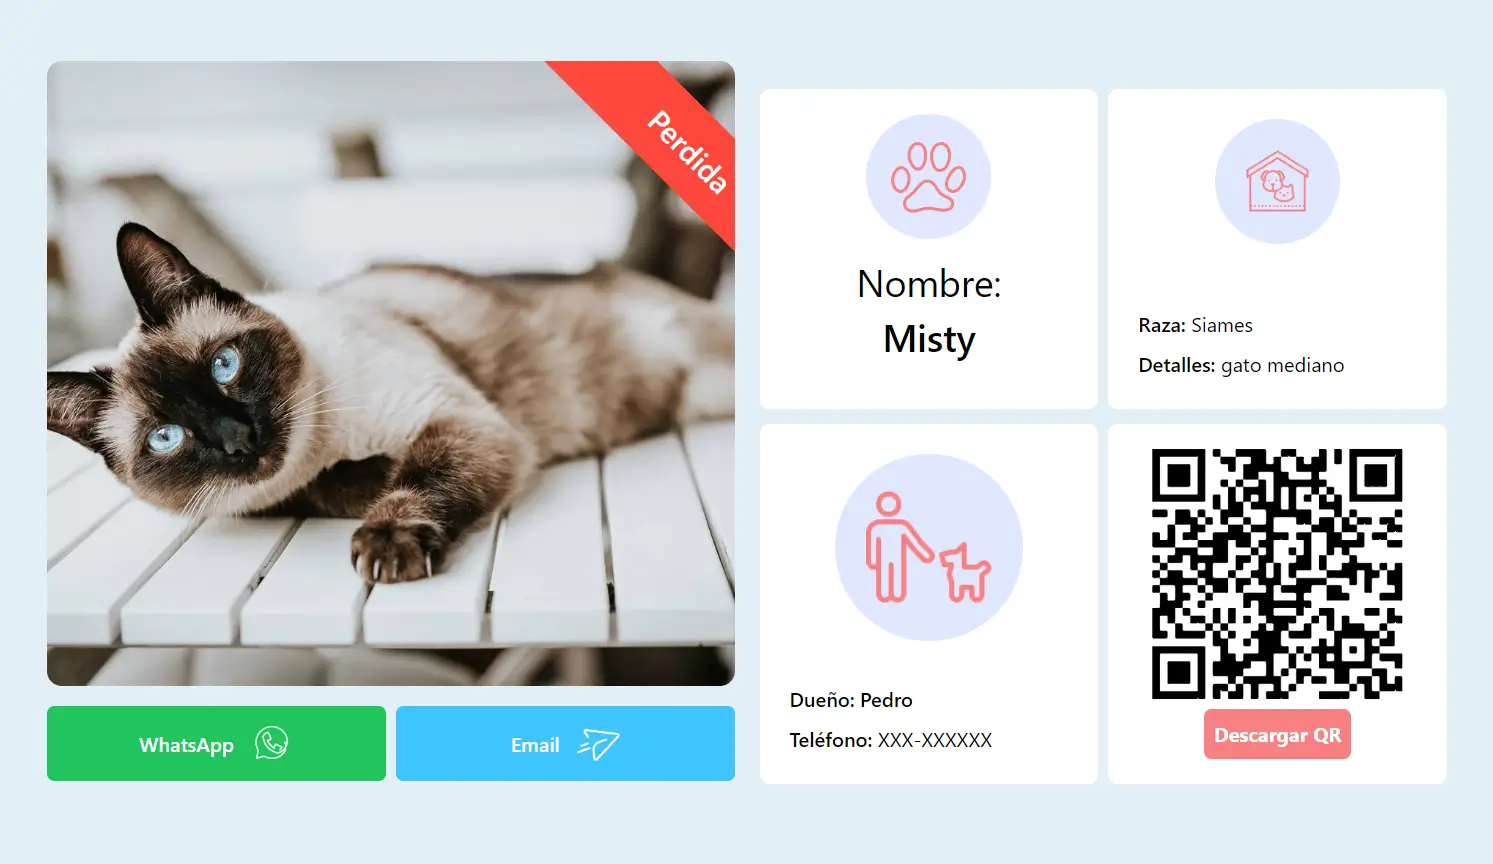 Perdida
WhatsApp
Email
Nombre:
Misty
Raza: Siames
Detalles: gato mediano
Dueño: Pedro
Teléfono: XXX-XXXXXX
Descargar QR